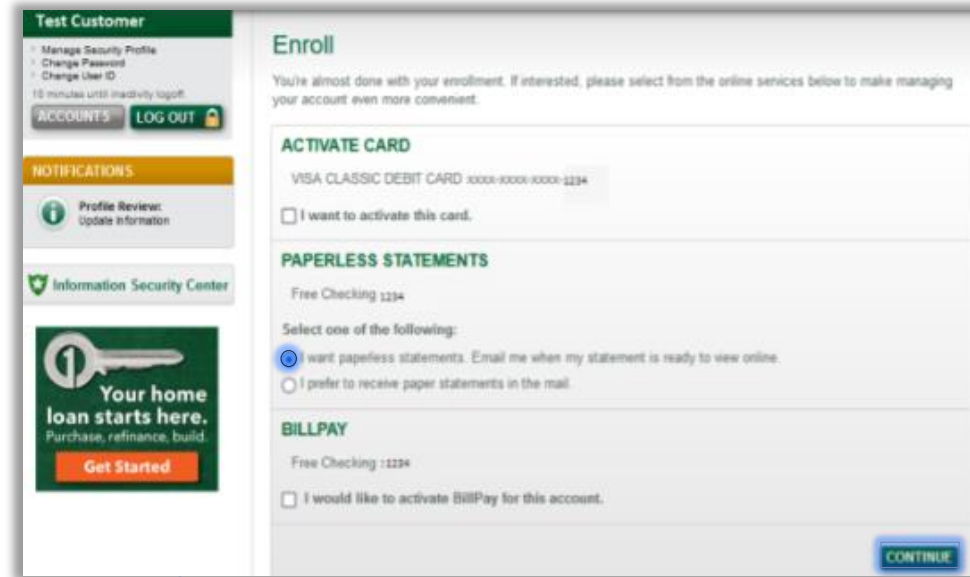 Test Customer
Manage Security Profile
Change Password
Change User ID
10 minutes until inactivity logoff.
ACCOUNTS
LOG OUT
NOTIFICATIONS
Profile Review:
Update Information
Information Security Center
1
Your home
loan starts here.
Purchase, refinance, build.
Get Started
Enroll
You're almost done with your enrollment. If interested, please select from the online services below to make managing
your account even more convenient.
ACTIVATE CARD
VISA CLASSIC DEBIT CARD xxxx-xxxx-xxxx-1234
I want to activate this card.
PAPERLESS STATEMENTS
Free Checking 1234
Select one of the following:
I want paperless statements. Email me when my statement is ready to view online.
I prefer to receive paper statements in the mail.
BILLPAY
Free Checking :1234
I would like to activate BillPay for this account.
CONTINUE